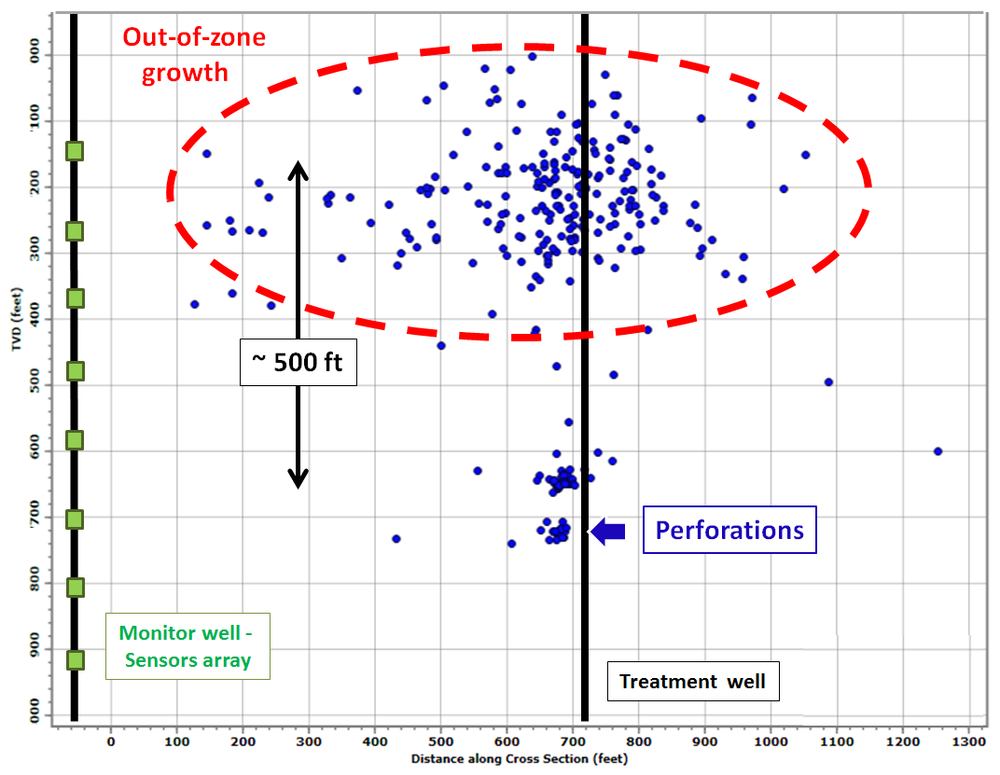 Out-of-zone
growth
000
100
200
300
400
500
600
700
800
900
000
TVD (feet)
~ 500 ft
Perforations
Monitor well -
Sensors array
Treatment well
0 100 200 300 400 500 600 700 800 900 1000 1100 1200 1300
Distance along Cross Section (feet)